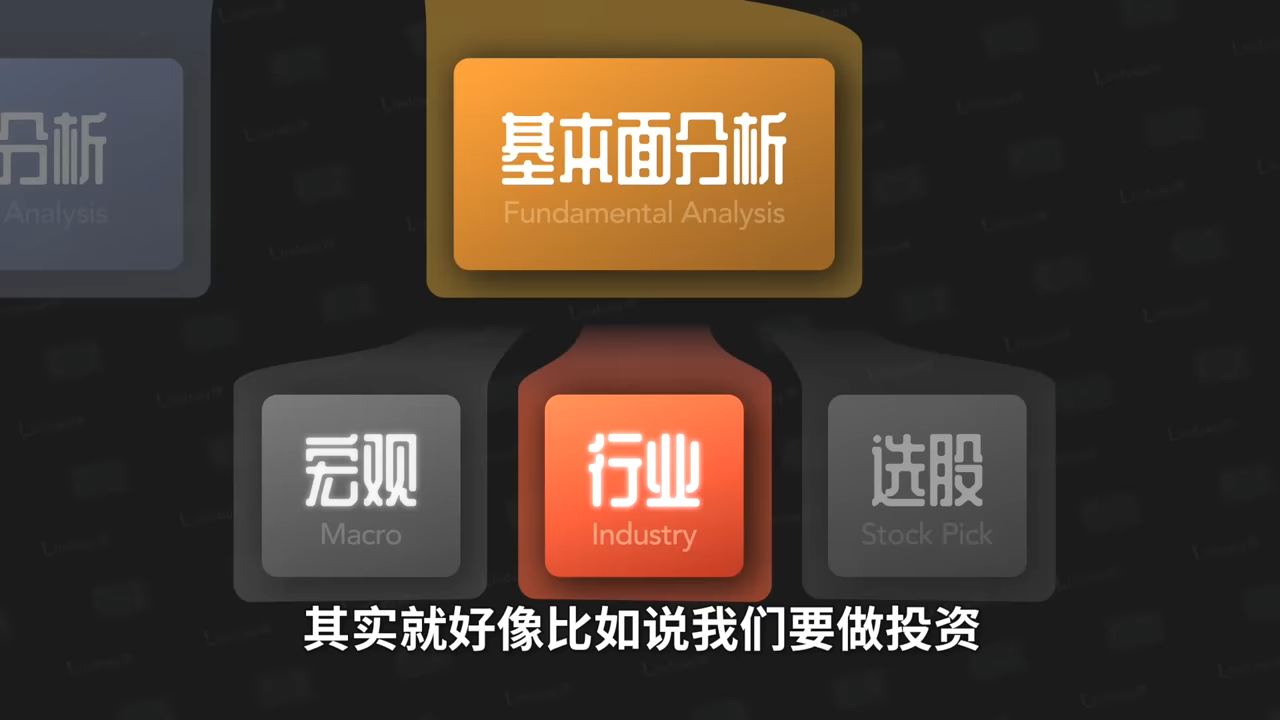 分析
Analysis
基本面分析
Fundamental Analysis
宏观
Macro
行业
Industry
选股
Stock Pick
其实就好像比如说我们要做投资